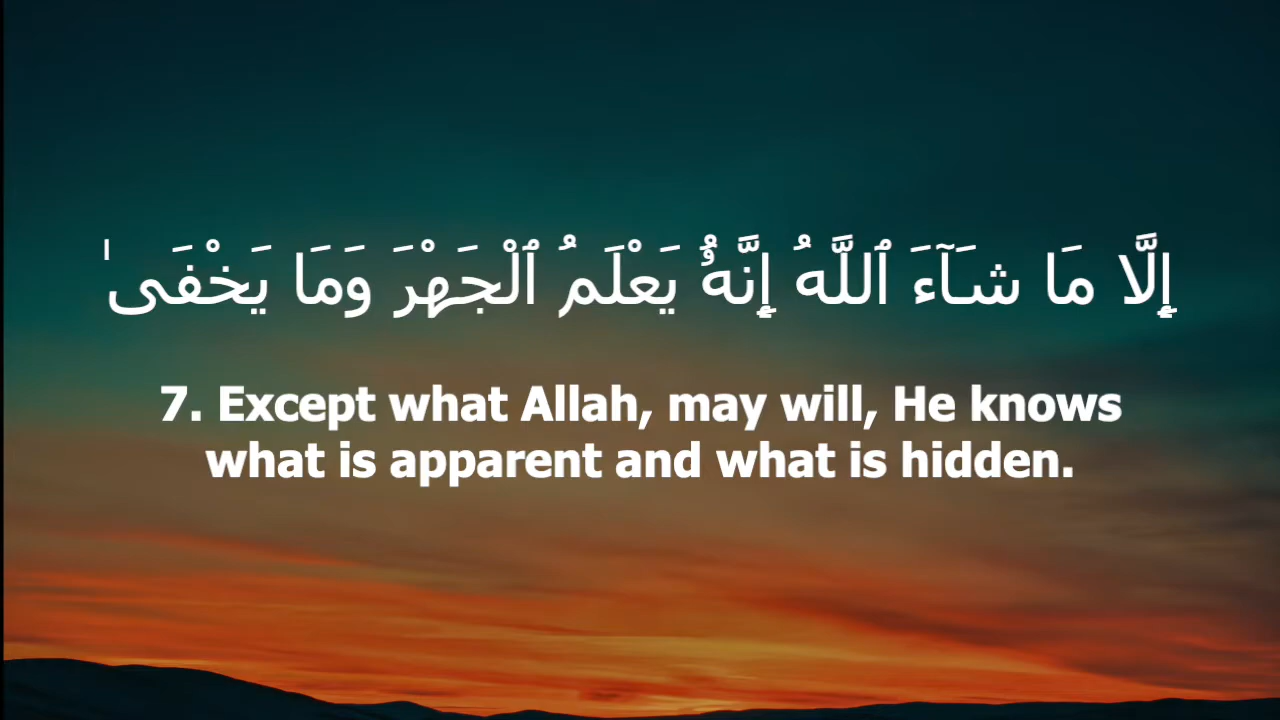 إِلَّا مَا شَآءَ ٱللَّهُ إِنَّهُۥ يَعْلَمُ ٱلْجَهْرَ وَمَا يَخْفَىٰ
7. Except what Allah, may will, He knows
what is apparent and what is hidden.